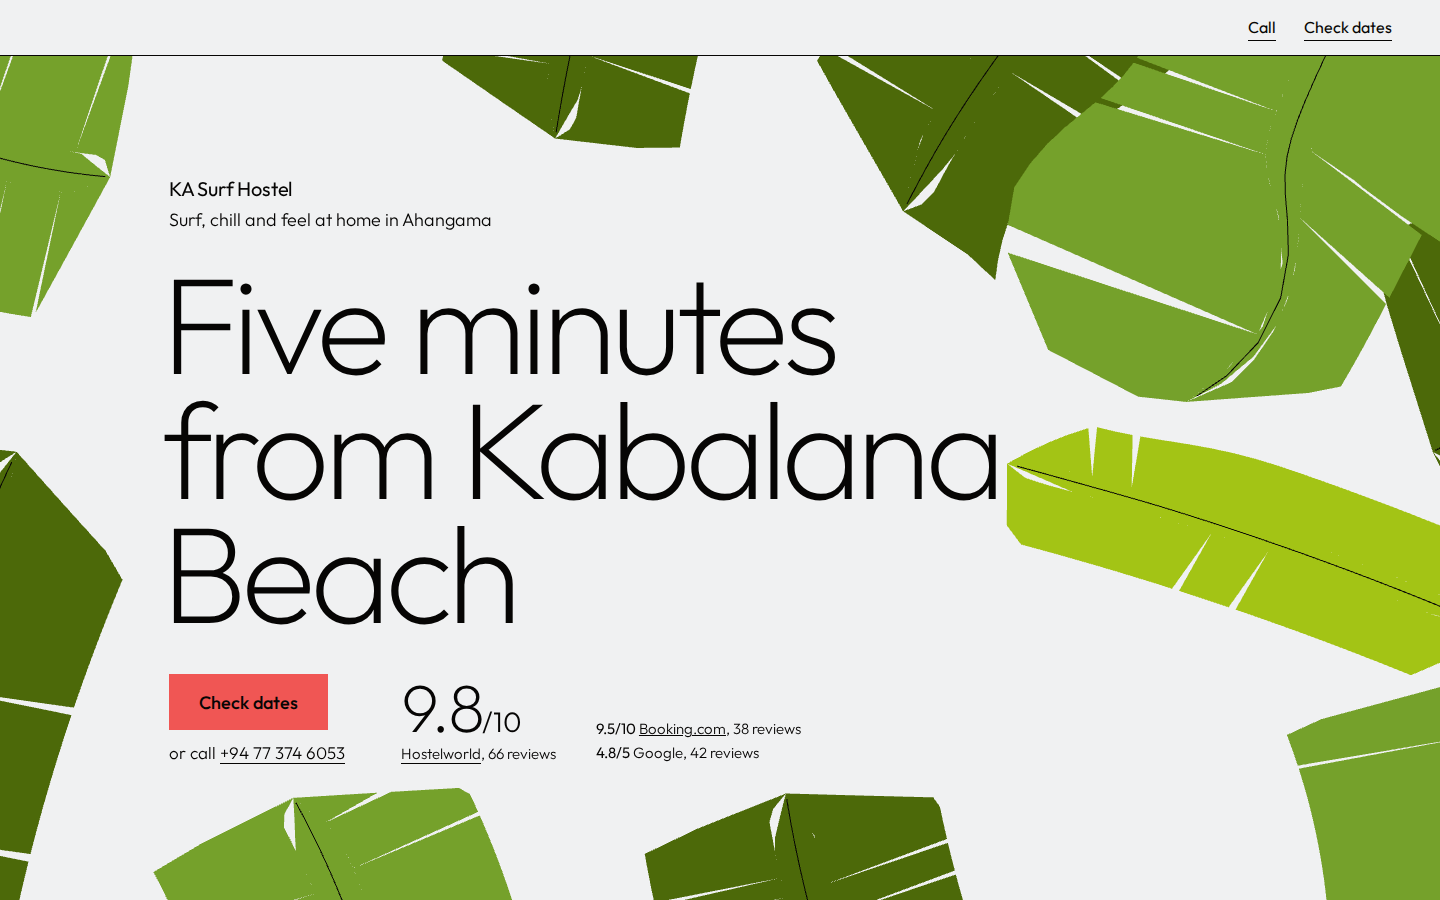 Call Check dates
KA Surf Hostel
Surf, chill and feel at home in Ahangama
Five minutes
from Kabalana
Beach
Check dates
or call +94 77 374 6053
9.8/10
Hostelworld, 66 reviews
9.5/10 Booking.com, 38 reviews
4.8/5 Google, 42 reviews